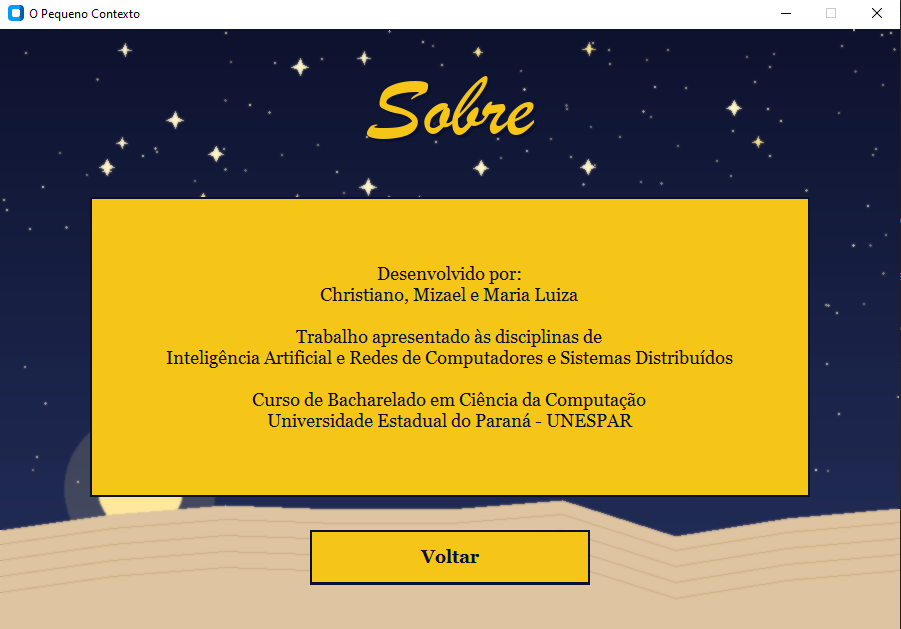 O Pequeno Contexto
Sobre
Desenvolvido por:
Christiano, Mizael e Maria Luiza
Trabalho apresentado às disciplinas de
Inteligência Artificial e Redes de Computadores e Sistemas Distribuídos
Curso de Bacharelado em Ciência da Computação
Universidade Estadual do Paraná - UNESPAR
Voltar